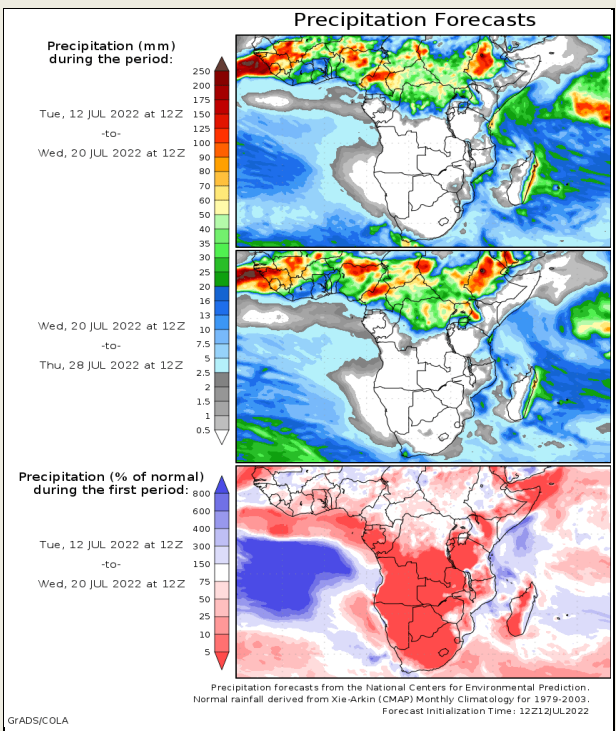 Precipitation Forecasts
Precipitation (mm)
during the period:
Tue, 12 JUL 2022 at 12Z
-to-
Wed, 20 JUL 2022 at 12Z
250
200
175
150
125
100
90
80
70
60
50
40
35
30
25
20
16
13
10
7.5
5
2.5
2
1.5
1
0.5
Wed, 20 JUL 2022 at 12Z
-to-
Thu, 28 JUL 2022 at 12Z
Precipitation (% of normal)
during the first period:
Tue, 12 JUL 2022 at 12Z
-to-
Wed, 20 JUL 2022 at 12Z
800
600
400
300
150
75
50
25
10
5
Precipitation forecasts from the National Centers for Environmental Prediction.
Normal rainfall derived from Xie-Arkin (CMAP) Monthly Climatology for 1979-2003.
Forecast Initialization Time: 12Z12JUL2022
GrADS/COLA